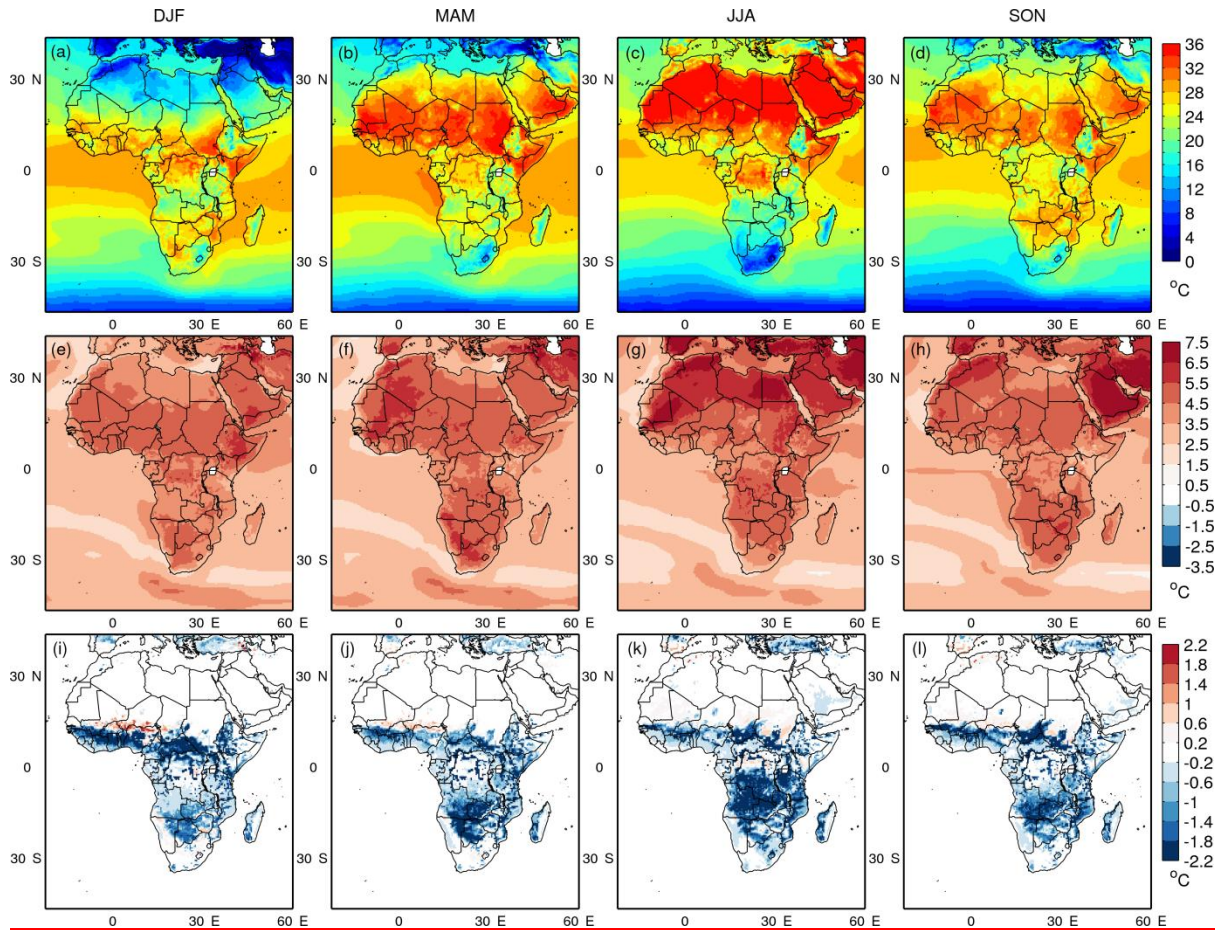 DJF MAM JJA SON
(a) (b) (c) (d)
30 N 30 N 30 N 30 N
0 0 0 0
30 S 30 S 30 S 30 S
0 30 E 60 E 0 30 E 60 E 0 30 E 60 E 0 30 E 60 E
36
32
28
24
20
16
12
8
4
0
°C
(e) (f) (g) (h)
30 N 30 N 30 N 30 N
0 0 0 0
30 S 30 S 30 S 30 S
0 30 E 60 E 0 30 E 60 E 0 30 E 60 E 0 30 E 60 E
7.5
6.5
5.5
4.5
3.5
2.5
1.5
0.5
-0.5
-1.5
-2.5
-3.5
°C
(i) (j) (k) (l)
30 N 30 N 30 N 30 N
0 0 0 0
30 S 30 S 30 S 30 S
0 30 E 60 E 0 30 E 60 E 0 30 E 60 E 0 30 E 60 E
2.2
1.8
1.4
1
0.6
0.2
-0.2
-0.6
-1
-1.4
-1.8
-2.2
°C